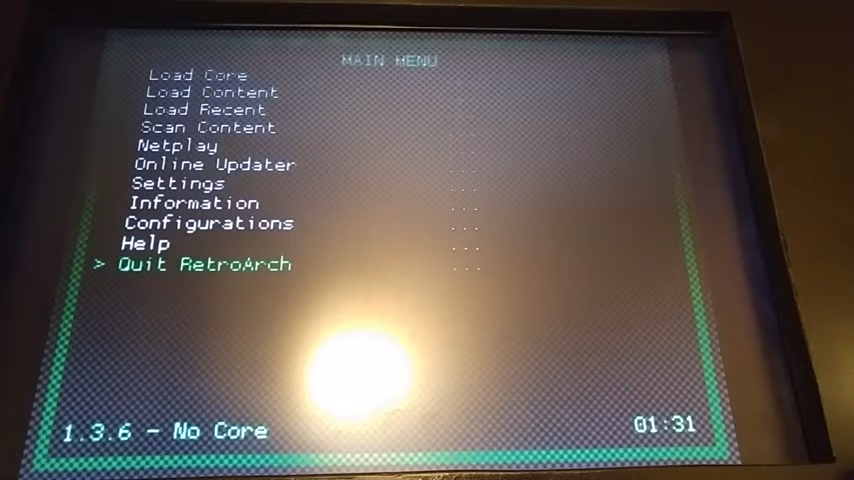 MAIN MENU
Load Core
Load Content
Load Recent
Scan Content
Netplay
Online Updater ...
Settings ...
Information ...
Configurations ...
Help ...
> Quit RetroArch ...
1.3.6 - No Core 01:31